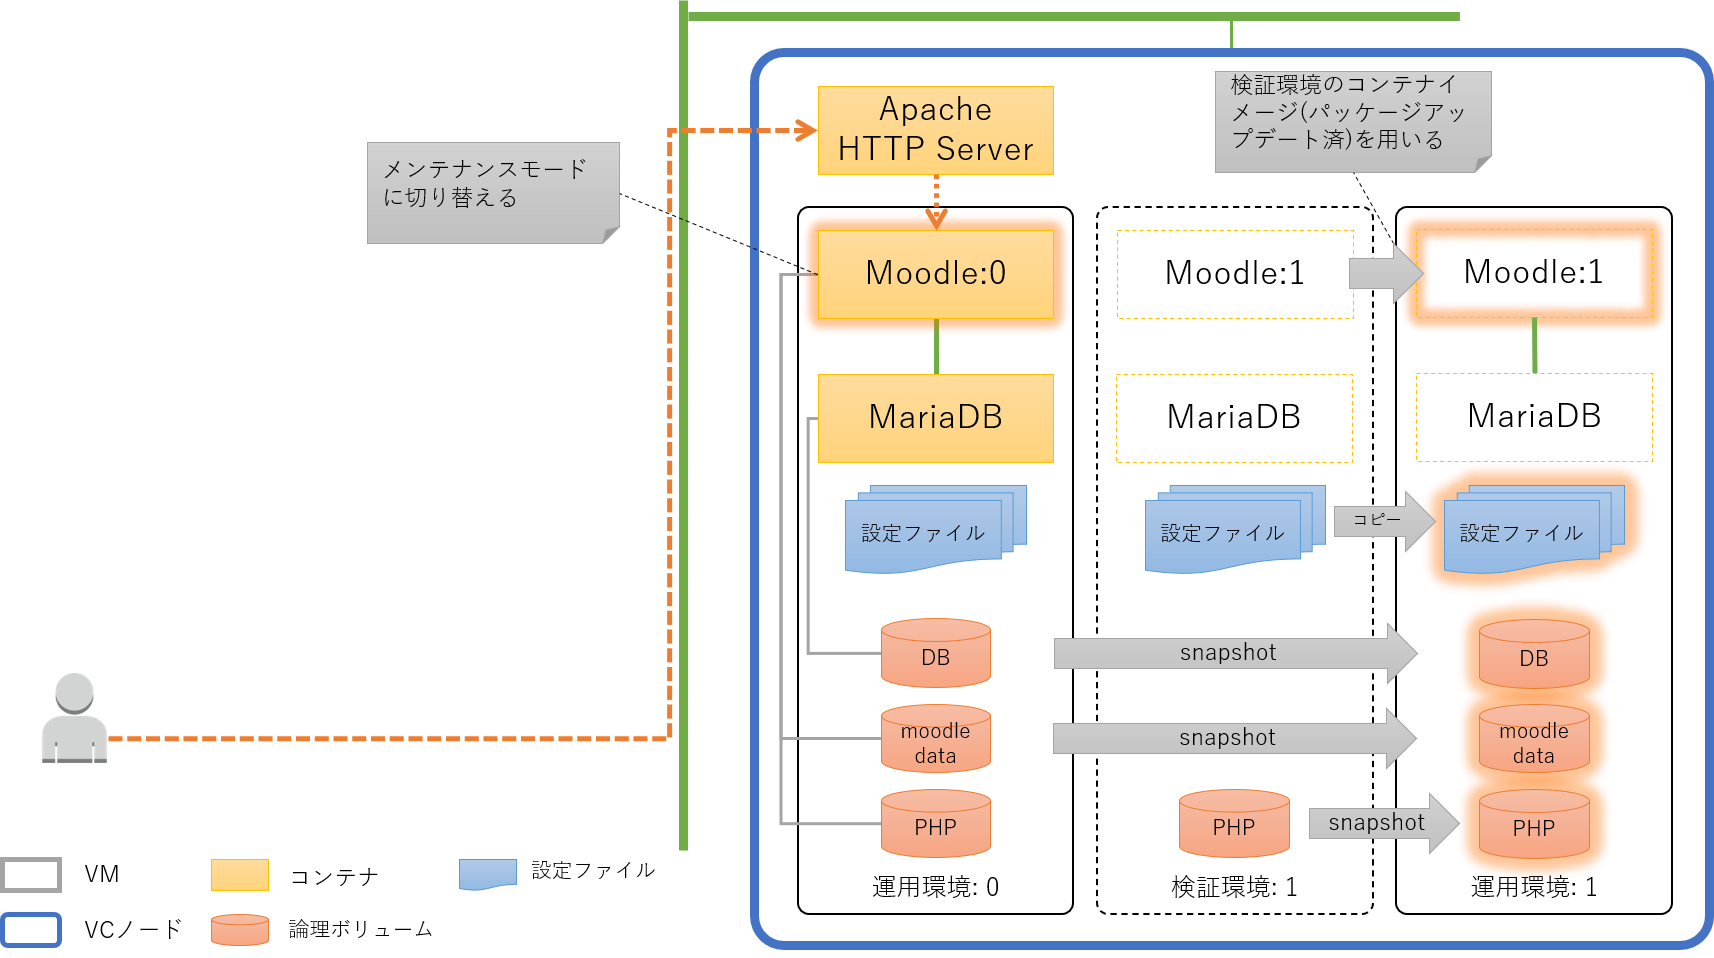 Apache
HTTP Server
検証環境のコンテナイ
メージ(パッケージアッ
プデート済)を用いる
メンテナンスモード
に切り替える
Moodle:0
Moodle:1
Moodle:1
MariaDB
MariaDB
MariaDB
設定ファイル
設定ファイル
コピー
設定ファイル
DB
snapshot
DB
moodle
data
snapshot
moodle
data
PHP
PHP
snapshot
PHP
運用環境: 0
検証環境: 1
運用環境: 1
VM
コンテナ
設定ファイル
VCノード
論理ボリューム